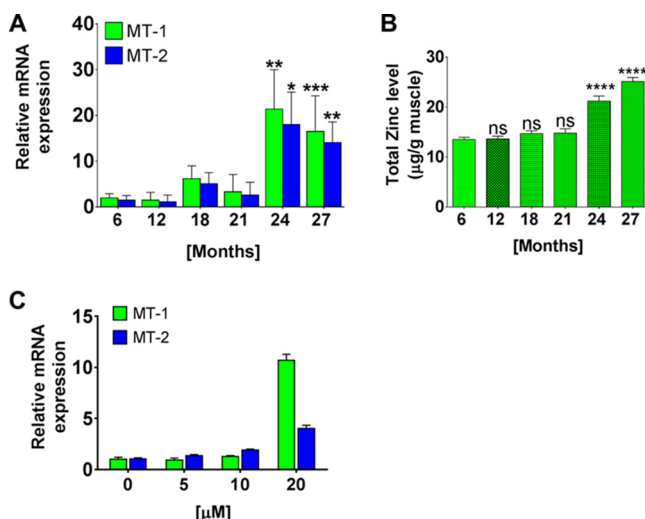 A
MT-1
MT-2
Relative mRNA
expression
40
30
20
10
0
**
*
***
**
6 12 18 21 24 27
[Months]
B
Total Zinc level
(µg/g muscle)
30
20
10
0
ns ns ns **** ****
6 12 18 21 24 27
[Months]
C
MT-1
MT-2
Relative mRNA
expression
15
10
5
0
0 5 10 20
[µM]